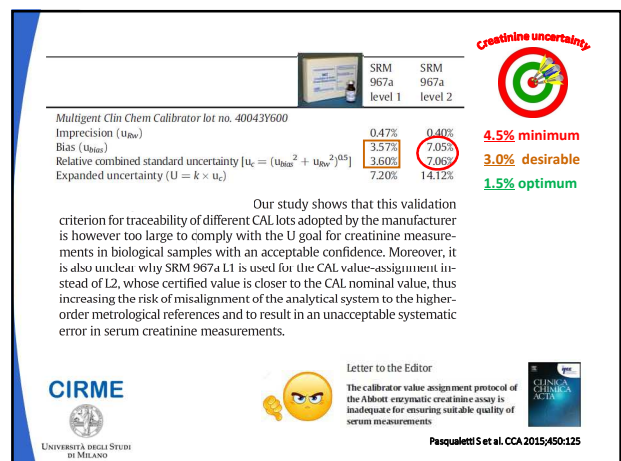 Creatinine uncertainty
SRM 967a level 1
SRM 967a level 2
Multigent Clin Chem Calibrator lot no. 40043Y600
Imprecision (uRw) 0.47% 0.40%
Bias (ubias) 3.57% 7.05%
Relative combined standard uncertainty [uc = (ubias² + uRw²)^0.5] 3.60% 7.06%
Expanded uncertainty (U = k × uc) 7.20% 14.12%
4.5% minimum
3.0% desirable
1.5% optimum
Our study shows that this validation
criterion for traceability of different CAL lots adopted by the manufacturer
is however too large to comply with the U goal for creatinine measure-
ments in biological samples with an acceptable confidence. Moreover, it
is also unclear why SRM 967a L1 is used for the CAL value-assignment in-
stead of L2, whose certified value is closer to the CAL nominal value, thus
increasing the risk of misalignment of the analytical system to the higher-
order metrological references and to result in an unacceptable systematic
error in serum creatinine measurements.
CIRME
UNIVERSITÀ DEGLI STUDI
DI MILANO
Letter to the Editor
The calibrator value assignment protocol of
the Abbott enzymatic creatinine assay is
inadequate for ensuring suitable quality of
serum measurements
CLINICA
CHIMICA
ACTA
Pasqualetti S et al. CCA 2015;450:125